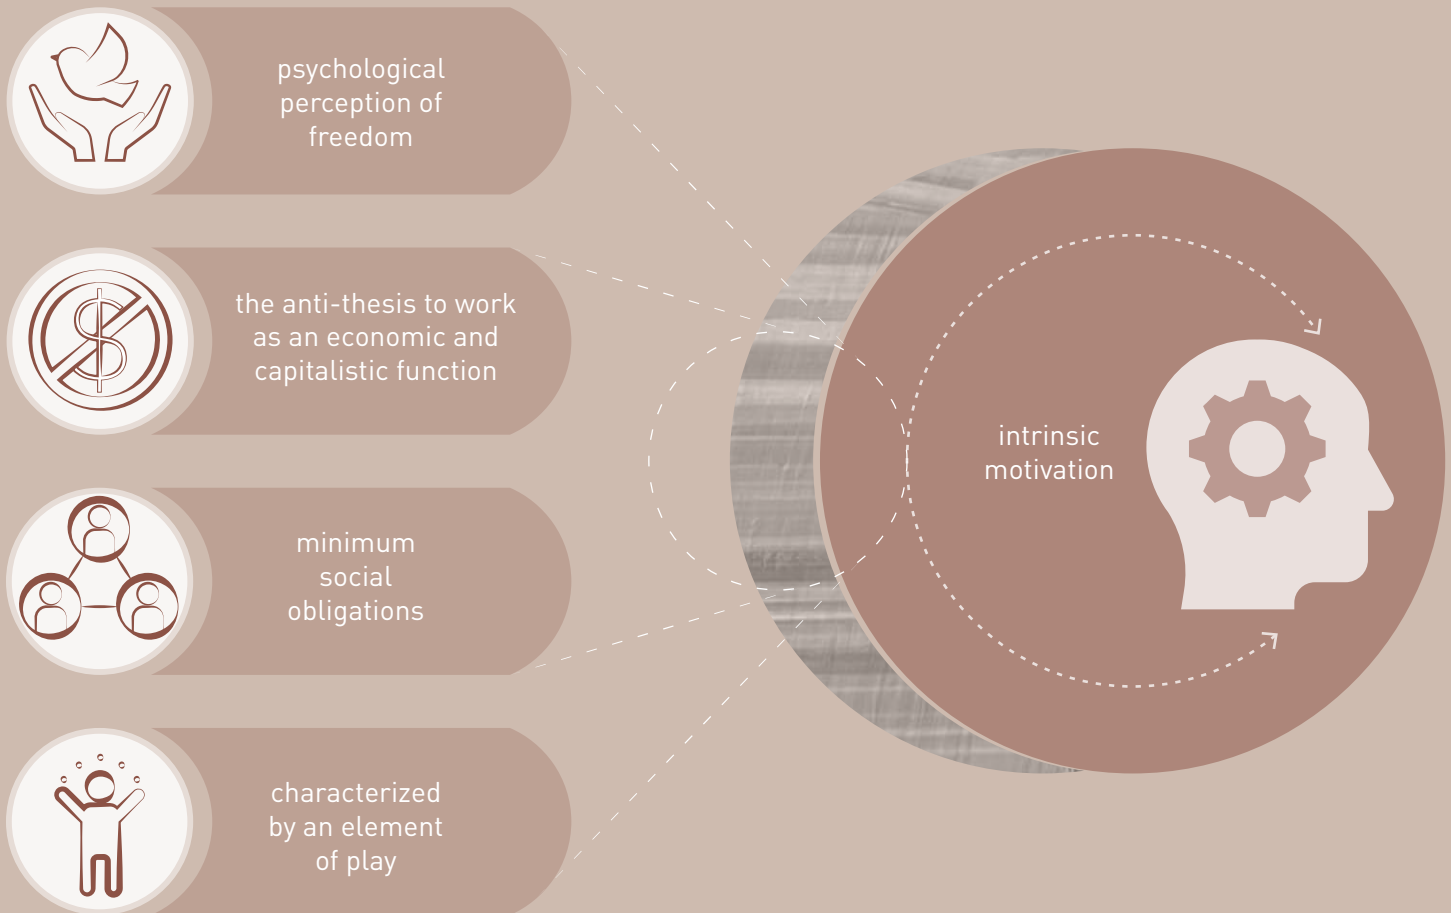 psychological
perception of
freedom
the anti-thesis to work
as an economic and
capitalistic function
minimum
social
obligations
characterized
by an element
of play
intrinsic
motivation